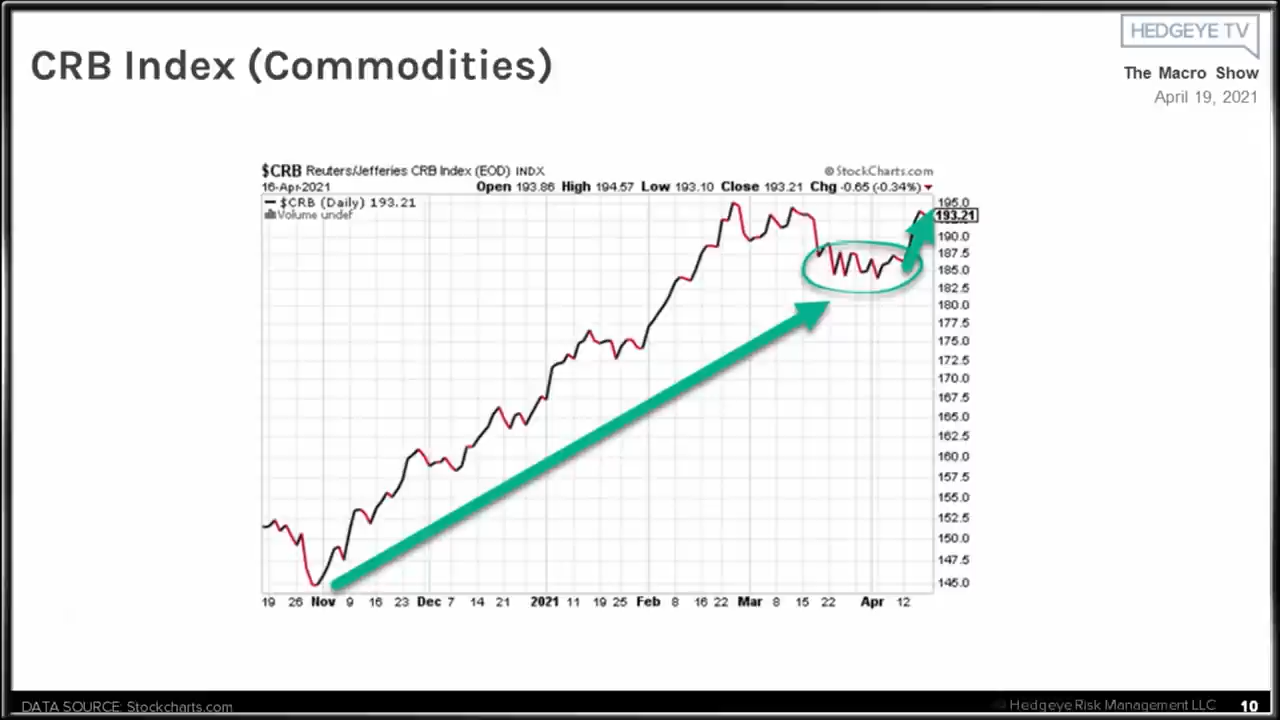 HEDGEYE TV
CRB Index (Commodities)
The Macro Show
April 19, 2021
$CRB Reuters/Jefferies CRB Index (EOD) INDX
© StockCharts.com
16-Apr-2021
Open 193.86 High 194.57 Low 193.10 Close 193.21 Chg -0.65 (-0.34%)
$CRB (Daily) 193.21
Volume undef
195.0
193.21
190.0
187.5
185.0
182.5
180.0
177.5
175.0
172.5
170.0
167.5
165.0
162.5
160.0
157.5
155.0
152.5
150.0
147.5
145.0
19 26 Nov 9 16 23 Dec 7 14 21 2021 11 19 25 Feb 8 16 22 Mar 8 15 22 Apr 12
DATA SOURCE: Stockcharts.com
© Hedgeye Risk Management LLC 10